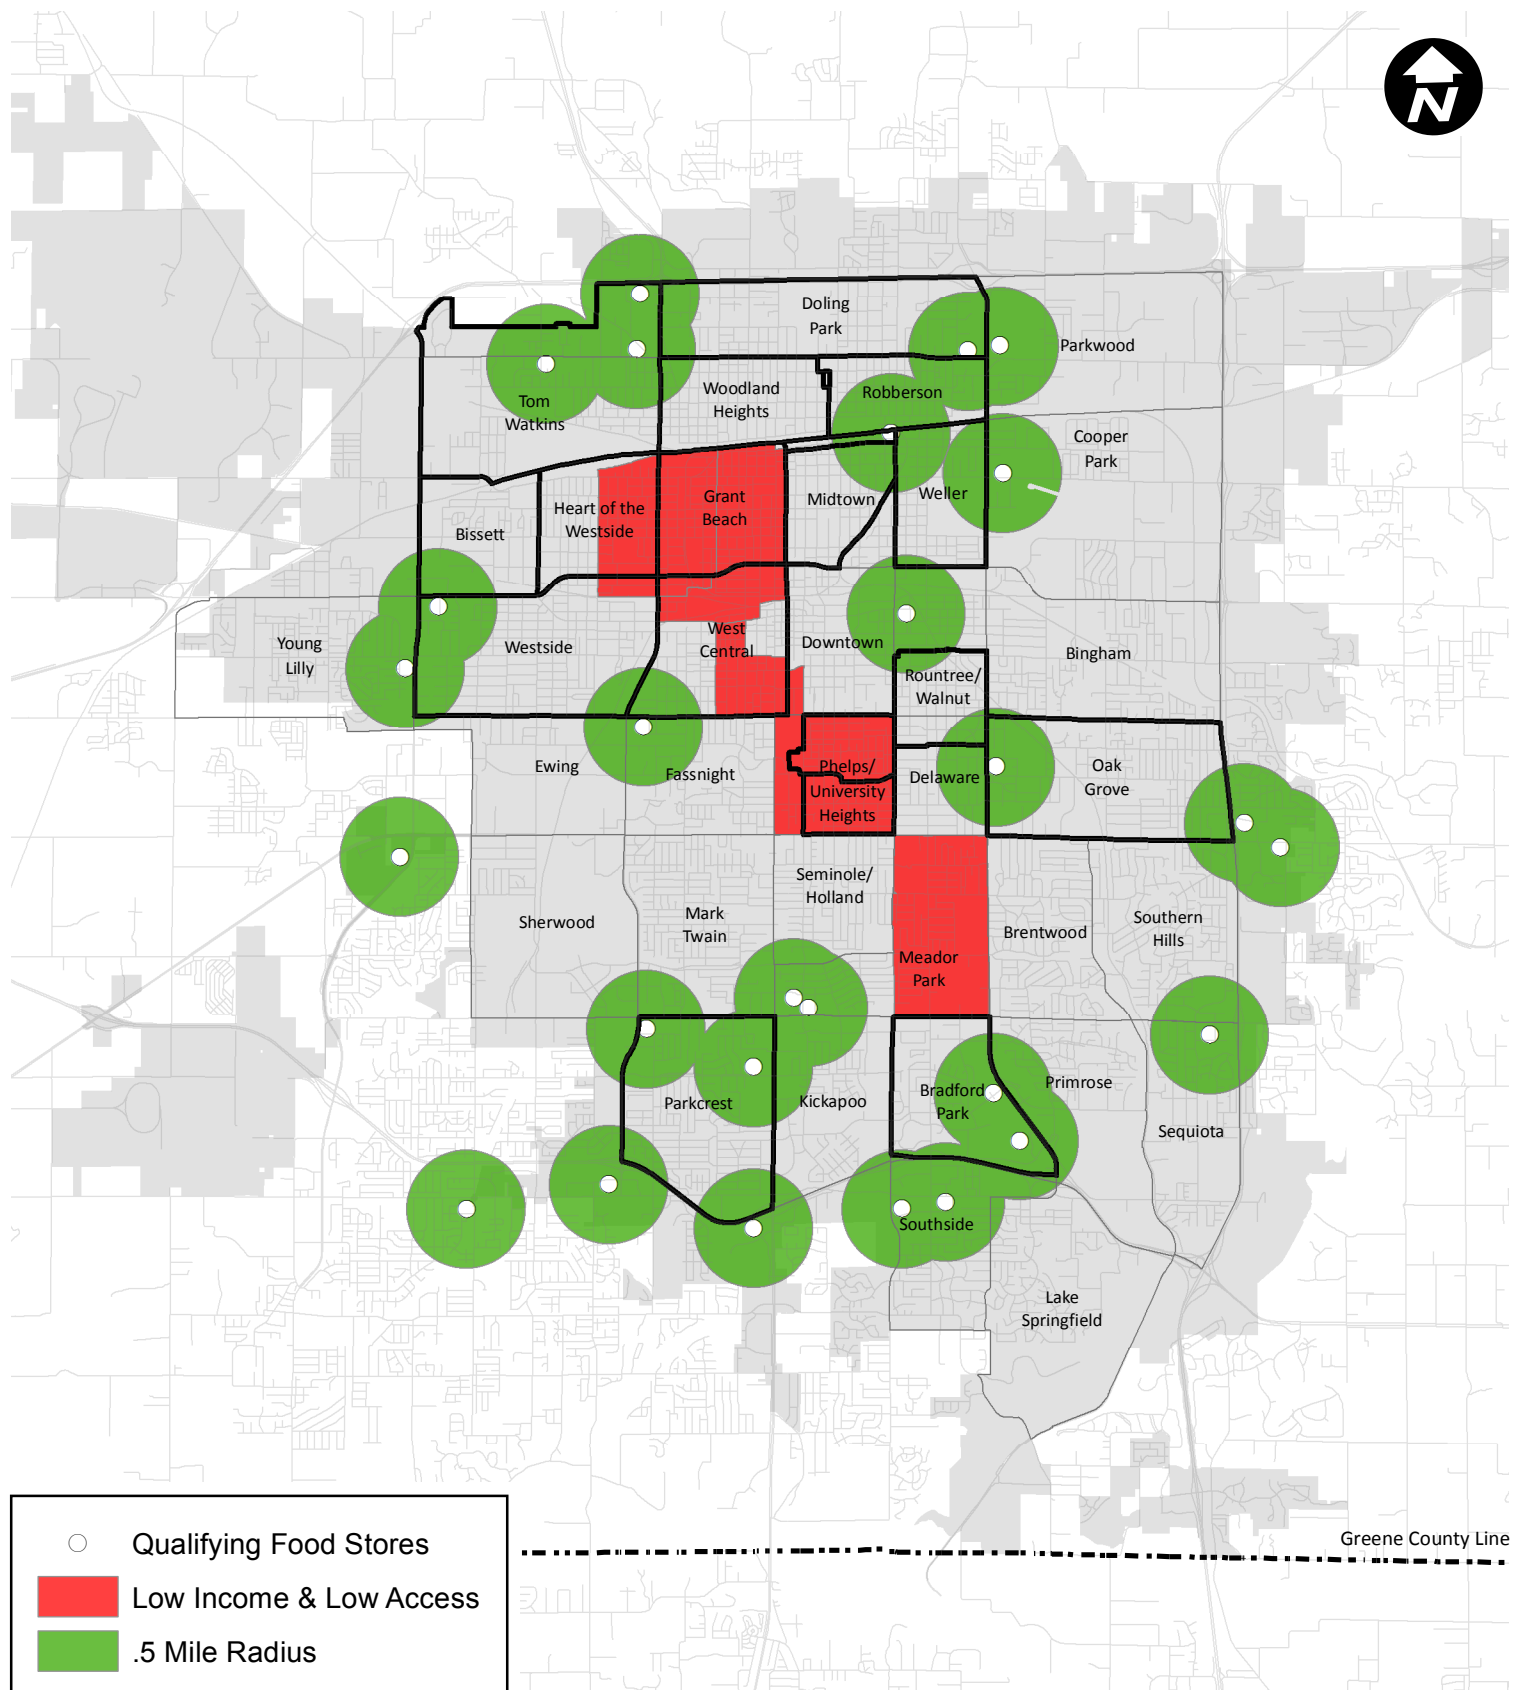 N
Doling
Park
Parkwood
Woodland
Heights
Robberson
Tom
Watkins
Cooper
Park
Grant
Beach
Heart of the
Westside
Midtown
Weller
Bissett
West
Central
Downtown
Young
Lilly
Westside
Bingham
Rountree/
Walnut
Ewing
Fassnight
Phelps/
University
Heights
Delaware
Oak
Grove
Seminole/
Holland
Sherwood
Mark
Twain
Brentwood
Southern
Hills
Meador
Park
Parkcrest
Kickapoo
Bradford
Park
Primrose
Sequiota
Southside
Lake
Springfield
Greene County Line
Qualifying Food Stores
Low Income & Low Access
.5 Mile Radius